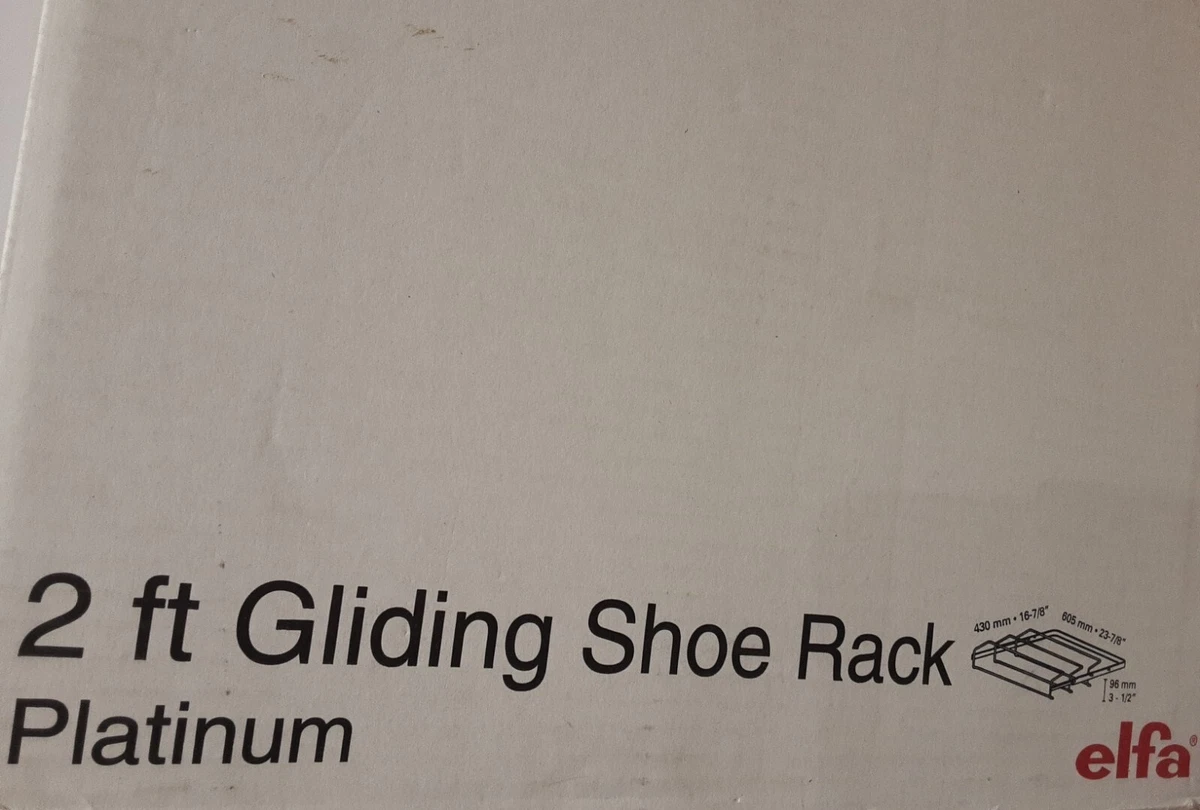 2 ft Gliding Shoe Rack
430 mm • 16-7/8"
605 mm • 23-7/8"
96 mm
3 - 1/2"
Platinum
elfa®